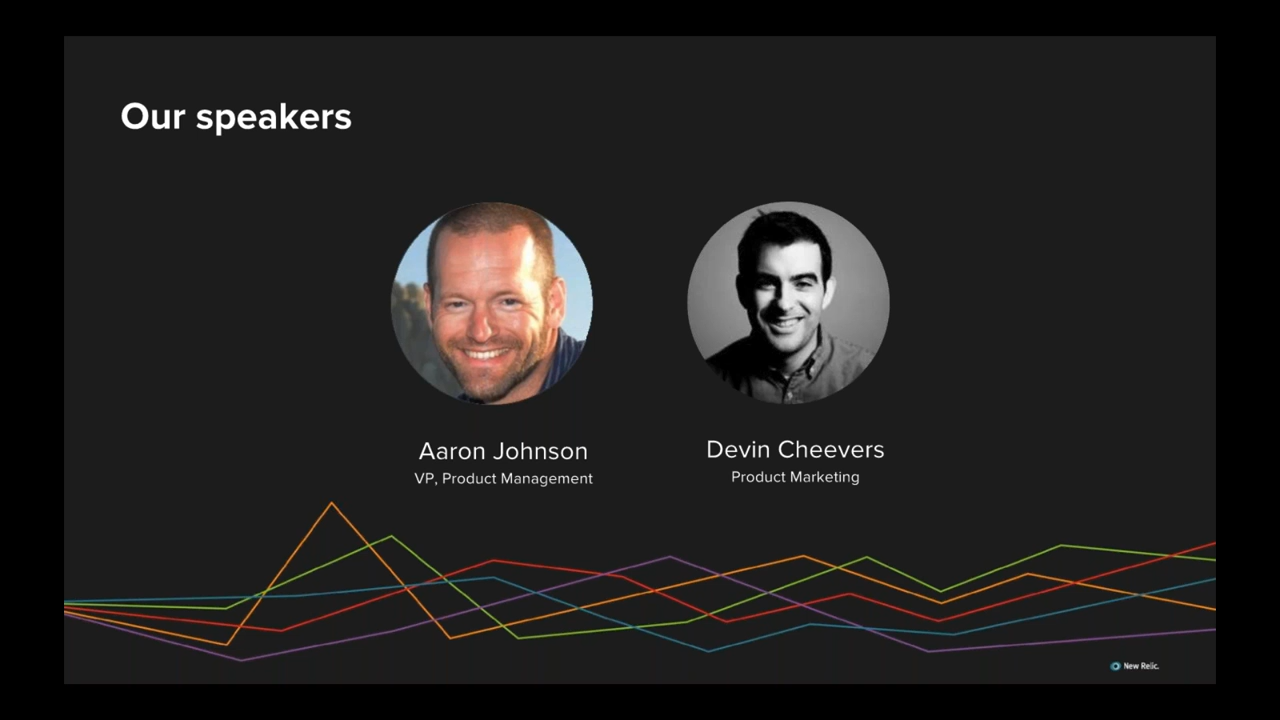 Our speakers
Aaron Johnson
VP, Product Management
Devin Cheevers
Product Marketing
New Relic.